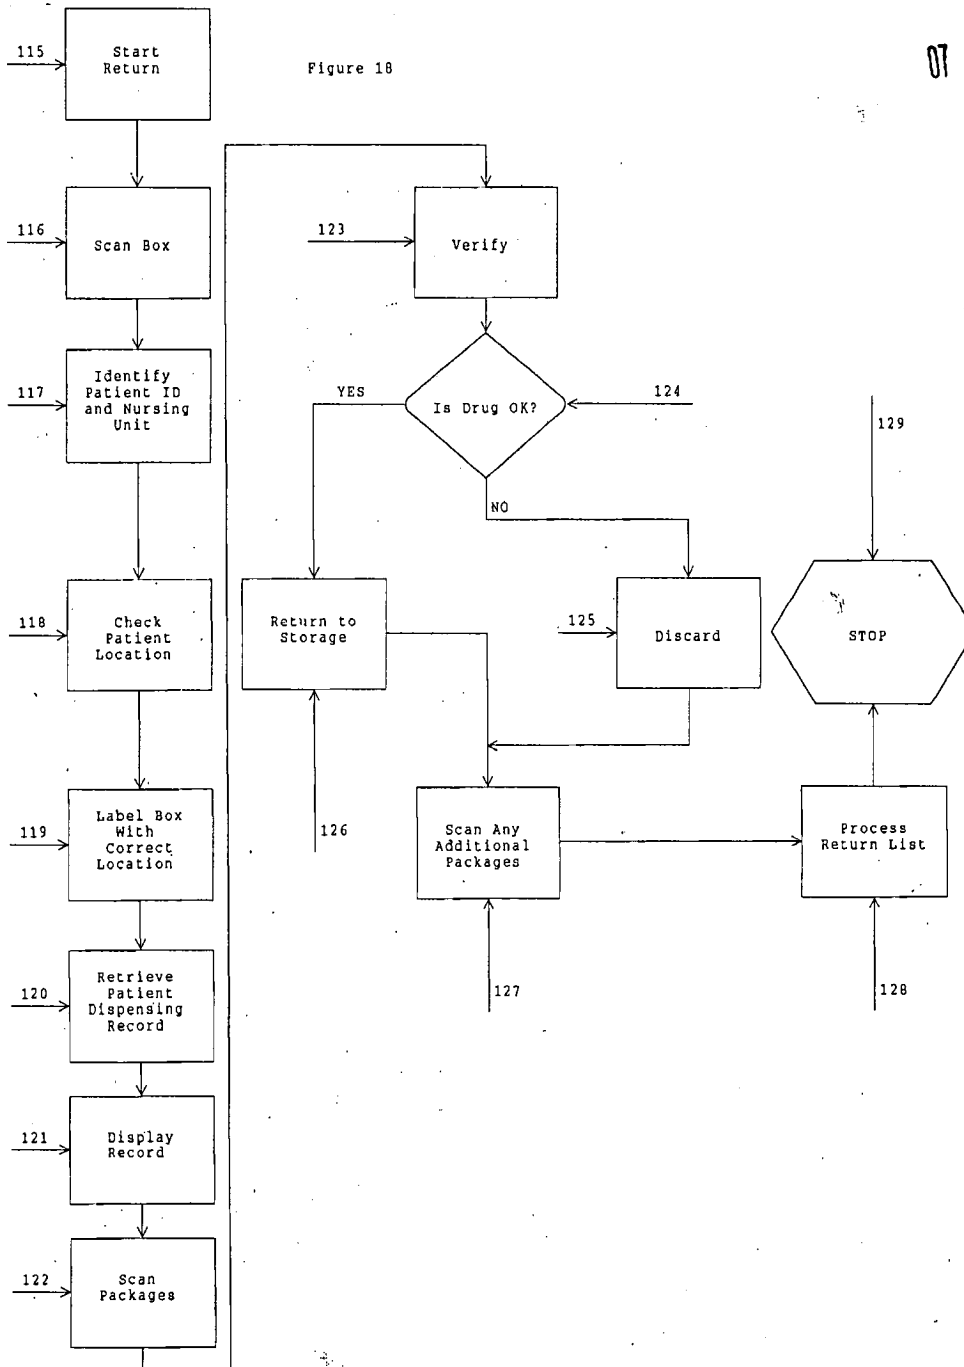 Figure 18
07
115
Start
Return
116
Scan Box
117
Identify
Patient ID
and Nursing
Unit
118
Check
Patient
Location
119
Label Box
With
Correct
Location
120
Retrieve
Patient
Dispensing
Record
121
Display
Record
122
Scan
Packages
123
Verify
124
Is Drug OK?
YES
NO
Return to
Storage
126
125
Discard
Scan Any
Additional
Packages
127
Process
Return List
128
129
STOP